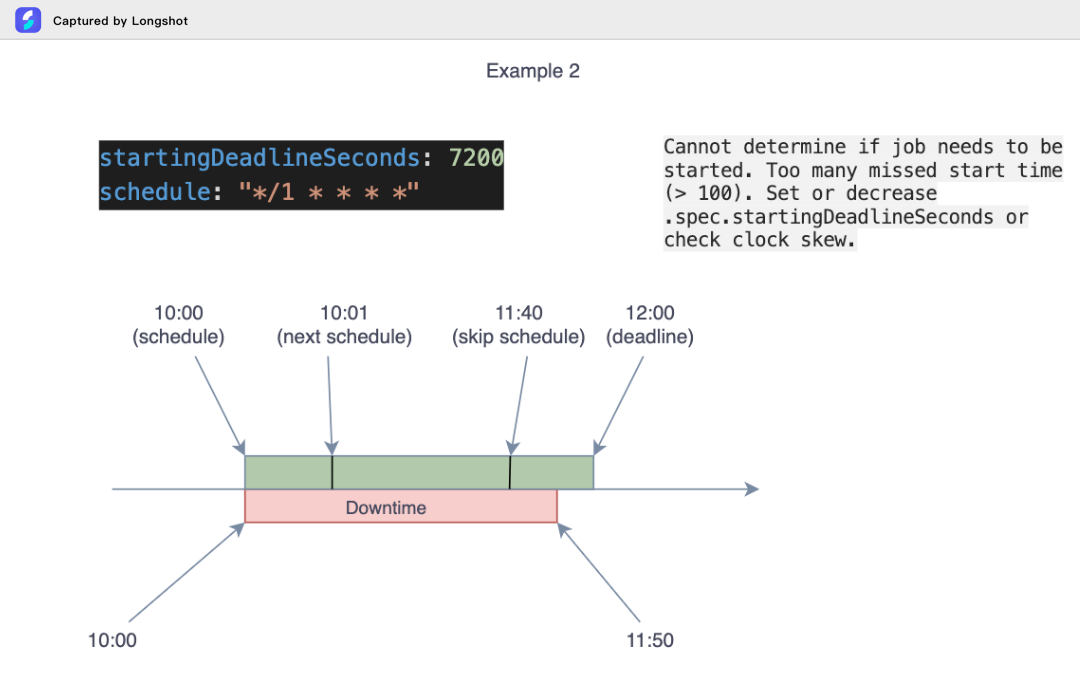 Captured by Longshot
Example 2
startingDeadlineSeconds: 7200
schedule: "*/1 * * * *"
Cannot determine if job needs to be
started. Too many missed start time
(> 100). Set or decrease
.spec.startingDeadlineSeconds or
check clock skew.
10:00
(schedule)
10:01
(next schedule)
11:40
(skip schedule)
12:00
(deadline)
Downtime
10:00
11:50